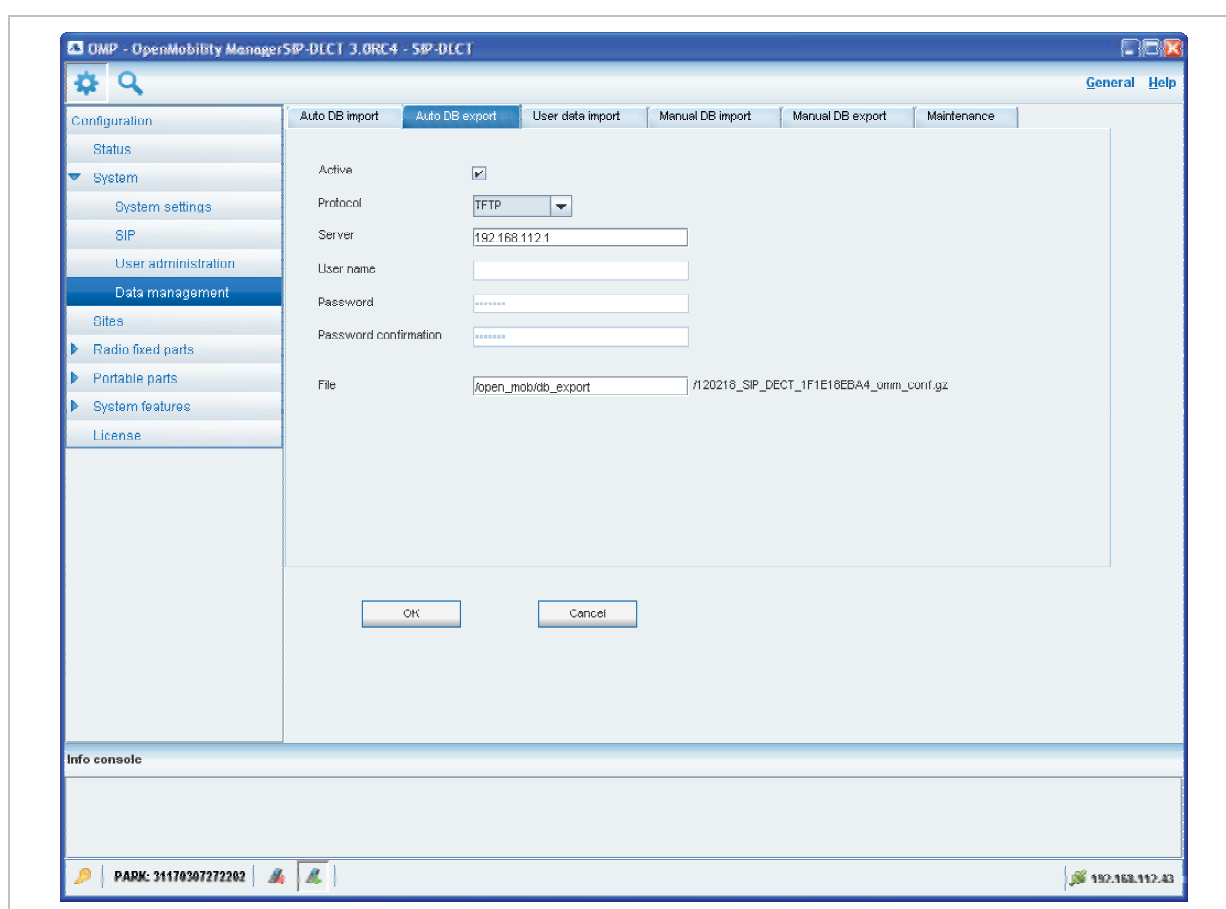 OMP - OpenMobility ManagerSIP-DECT 3.0RC4 - SIP-DECT
General Help
Configuration
Status
System
System settings
SIP
User administration
Data management
Sites
Radio fixed parts
Portable parts
System features
License
Auto DB import Auto DB export User data import Manual DB import Manual DB export Maintenance
Active
Protocol TFTP
Server 192.168.112.1
User name
Password *******
Password confirmation *******
File /open_mob/db_export /120216_SIP_DECT_1F1E16EBA4_omm_conf.gz
OK Cancel
Info console
PARK: 31170307272202 192.168.112.43